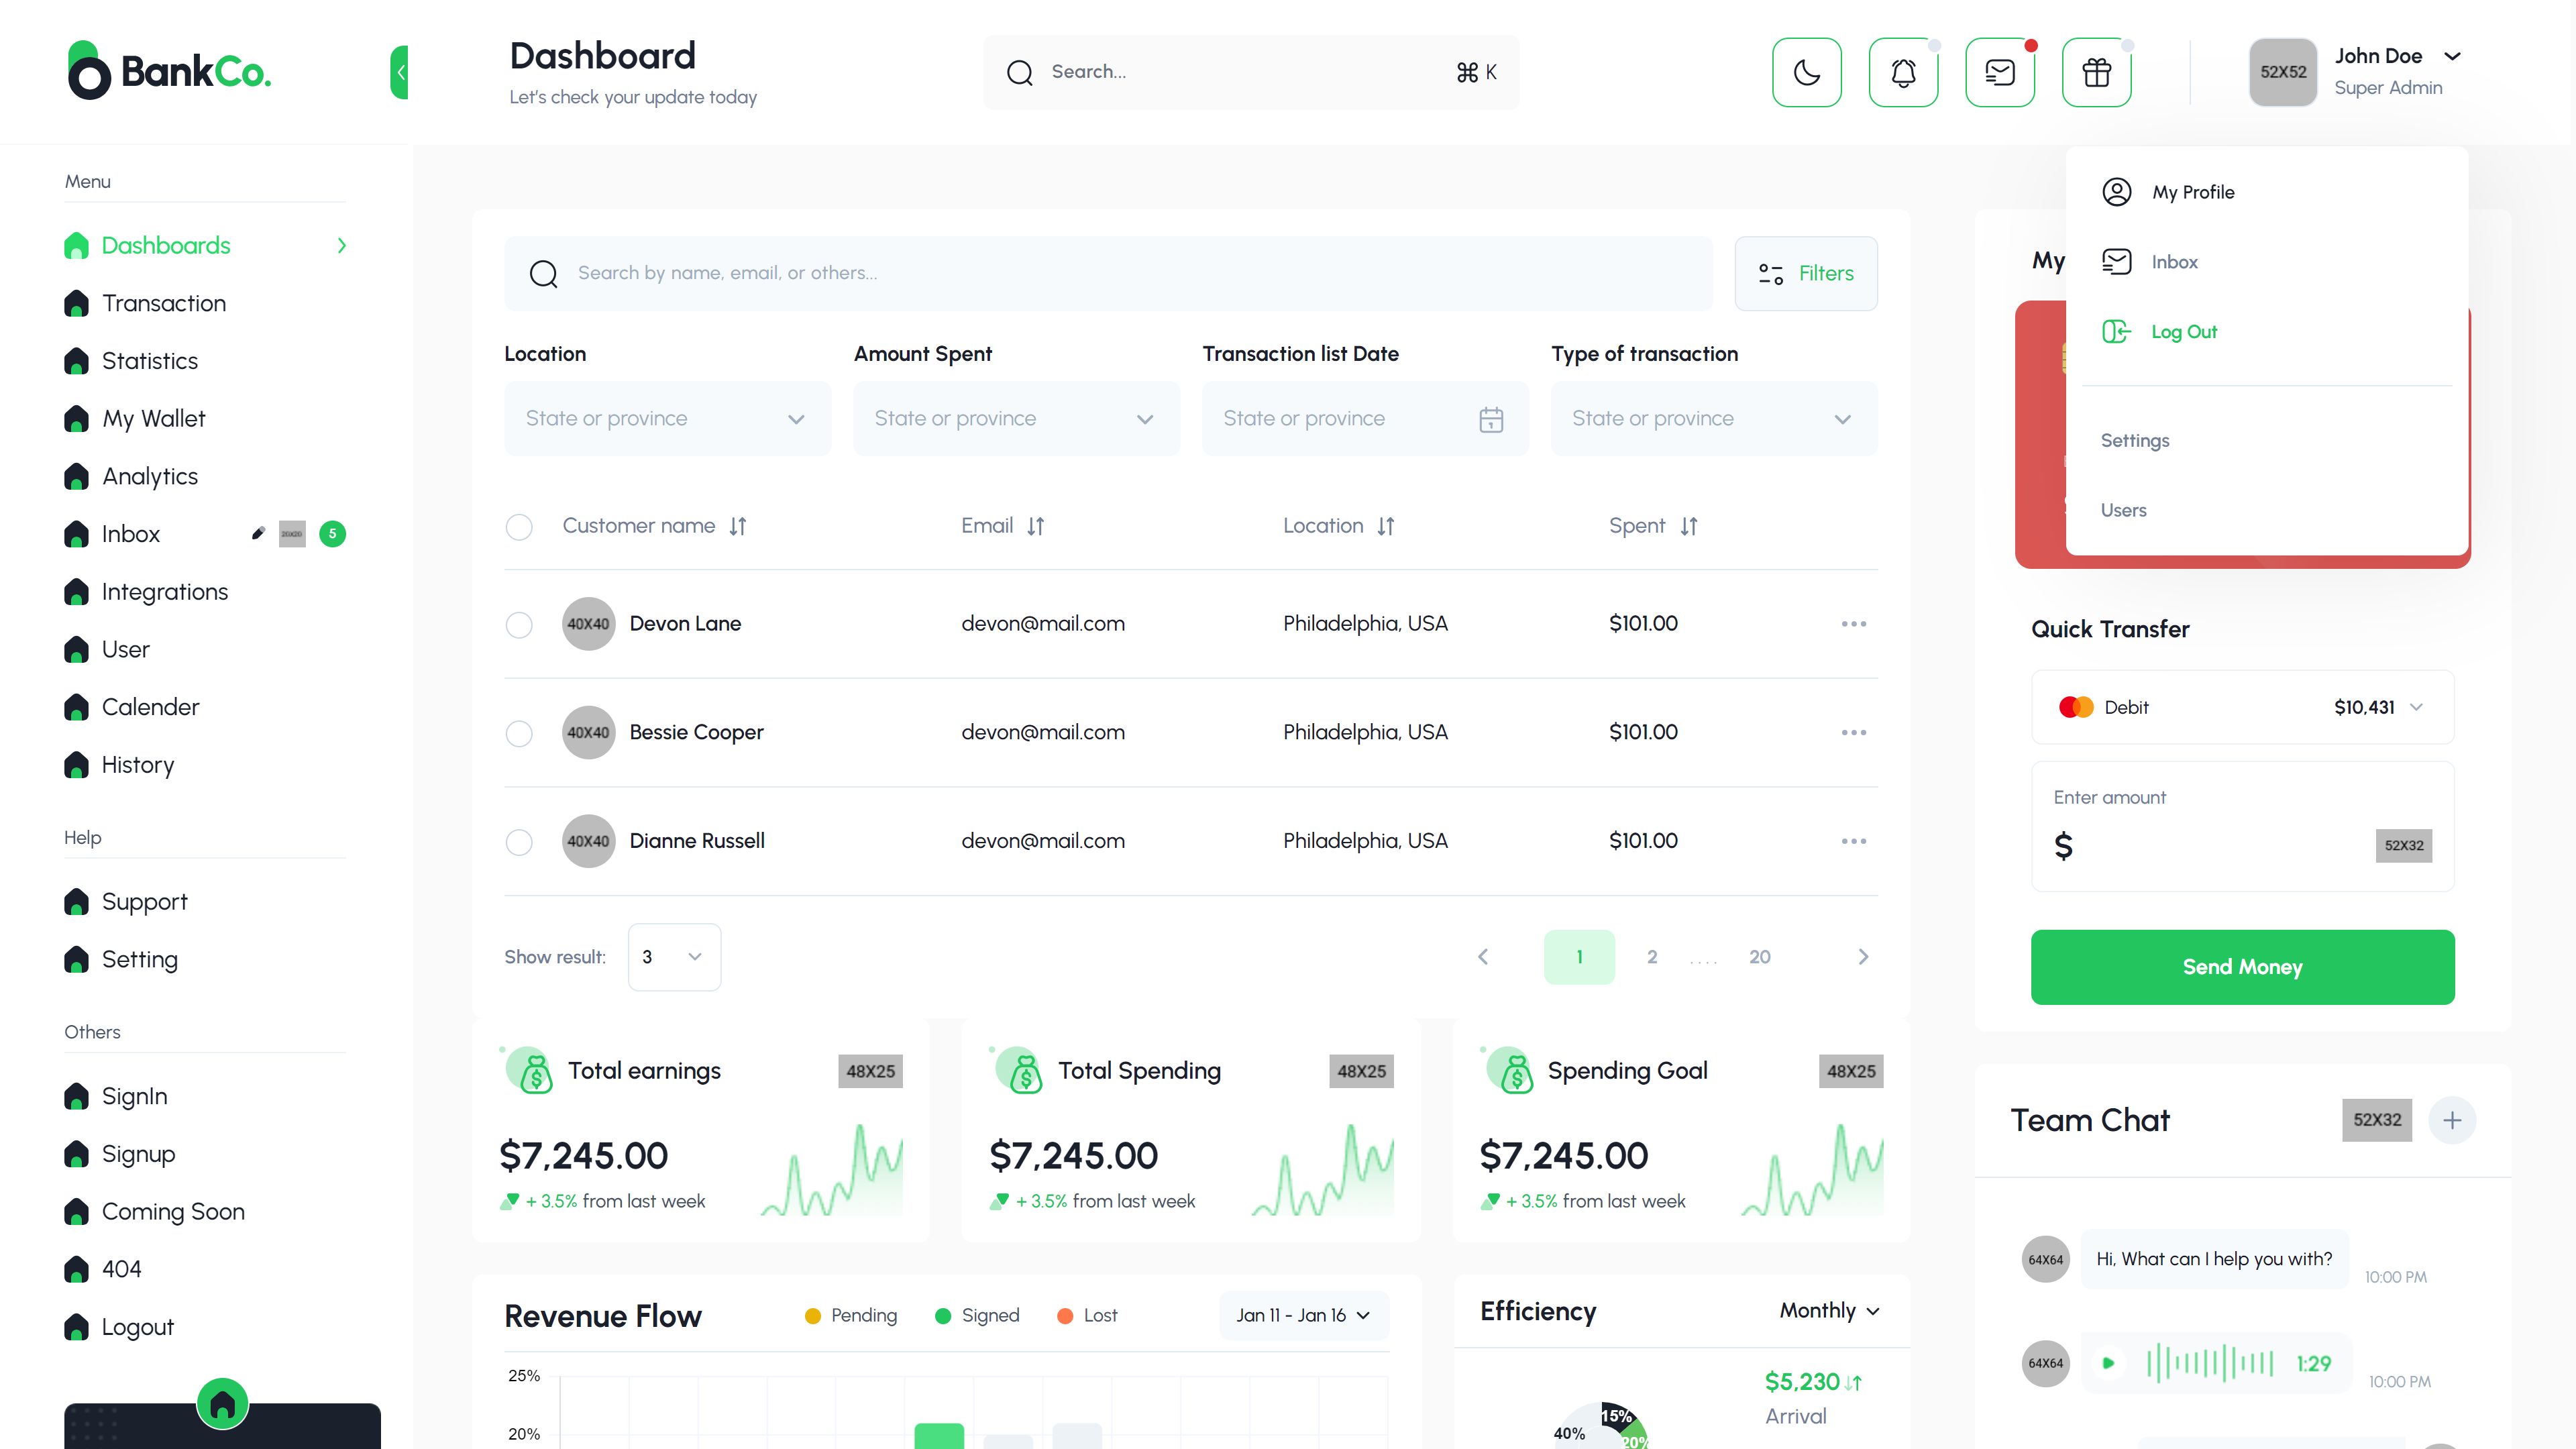 BankCo.
Dashboard
Let's check your update today
Search...
⌘ K
52X52
John Doe
Super Admin
Menu
Dashboards
Transaction
Statistics
My Wallet
Analytics
Inbox
20x20
5
Integrations
User
Calender
History
Help
Support
Setting
Others
SignIn
Signup
Coming Soon
404
Logout
Search by name, email, or others...
Filters
Location
Amount Spent
Transaction list Date
Type of transaction
State or province
State or province
State or province
State or province
Customer name
Email
Location
Spent
40X40
Devon Lane
devon@mail.com
Philadelphia, USA
$101.00
40X40
Bessie Cooper
devon@mail.com
Philadelphia, USA
$101.00
40X40
Dianne Russell
devon@mail.com
Philadelphia, USA
$101.00
Show result:
3
1
2
....
20
Total earnings
48X25
$7,245.00
+ 3.5% from last week
Total Spending
48X25
$7,245.00
+ 3.5% from last week
Spending Goal
48X25
$7,245.00
+ 3.5% from last week
Revenue Flow
Pending
Signed
Lost
Jan 11 - Jan 16
25%
20%
Efficiency
Monthly
$5,230
Arrival
15%
40%
20%
My
My Profile
Inbox
Log Out
Settings
Users
Quick Transfer
Debit
$10,431
Enter amount
$
52X32
Send Money
Team Chat
52X32
64X64
Hi, What can I help you with?
10:00 PM
64X64
1:29
10:00 PM